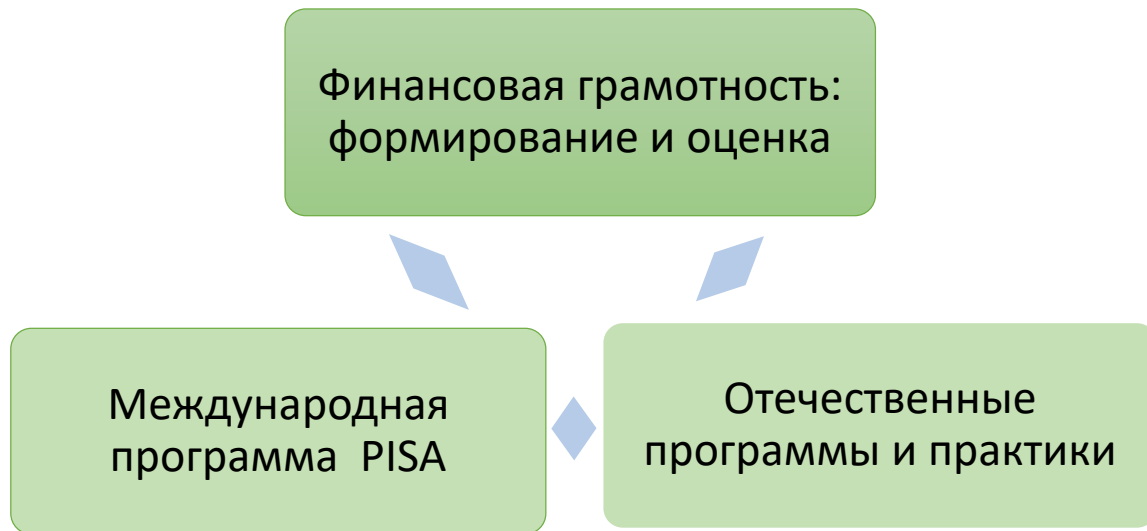 Финансовая грамотность:
формирование и оценка
Международная
программа PISA
Отечественные
программы и практики